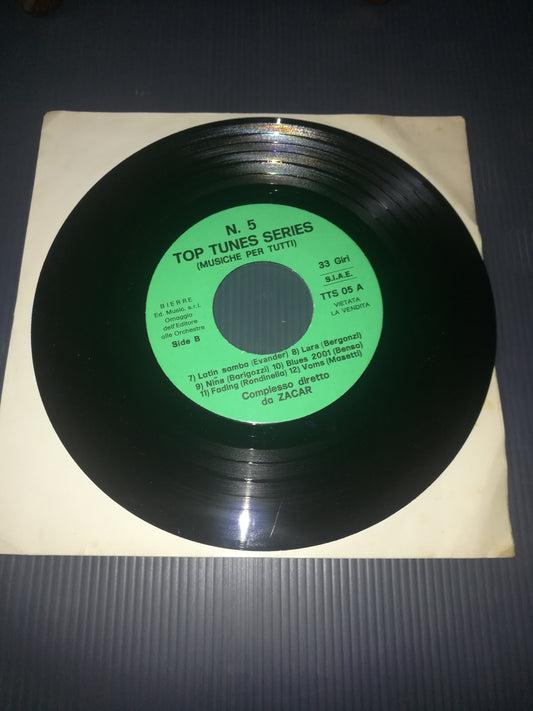 N. 5
TOP TUNES SERIES
(MUSICHE PER TUTTI)
BIERRE
Ed. Music. s.r.l.
Omaggio
dell'Editore
alle Orchestre
Side B
33 Giri
S.I.A.E.
TTS 05 A
VIETATA
LA VENDITA
7) Latin samba (Evander) 8) Lara (Bergonzi)
9) Nina (Barigozzi) 10) Blues 2001 (Benso)
11) Fading (Rondinella) 12) Voms (Masetti)
Complesso diretto
da ZACAR